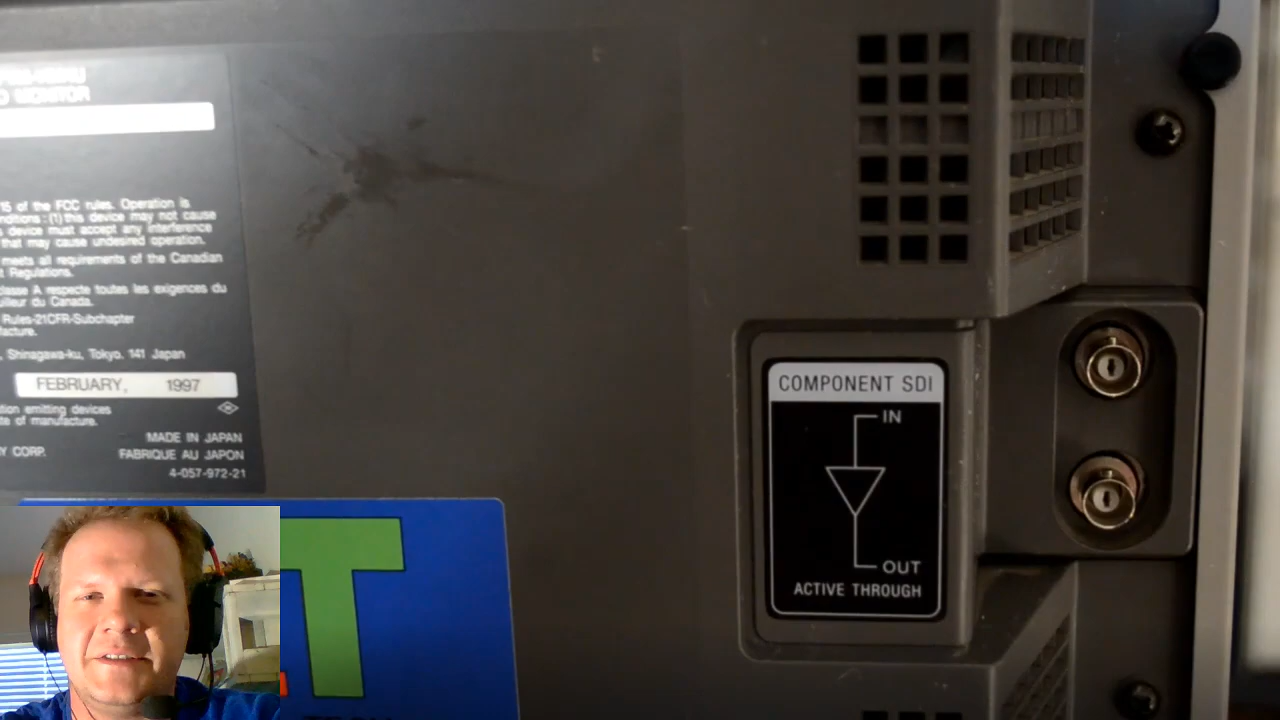 O MONITOR
15 of the FCC rules. Operation is
nditions : (1) this device may not cause
s device must accept any interference
that may cause undesired operation.
meets all requirements of the Canadian
t Regulations.
classe A respecte toutes les exigences du
uilleur du Canada.
Rules-21CFR-Subchapter
facture.
, Shinagawa-ku, Tokyo. 141 Japan
FEBRUARY, 1997
tion emitting devices
te of manufacture.
MADE IN JAPAN
Y CORP. FABRIQUE AU JAPON
4-057-972-21
T
COMPONENT SDI
IN
OUT
ACTIVE THROUGH